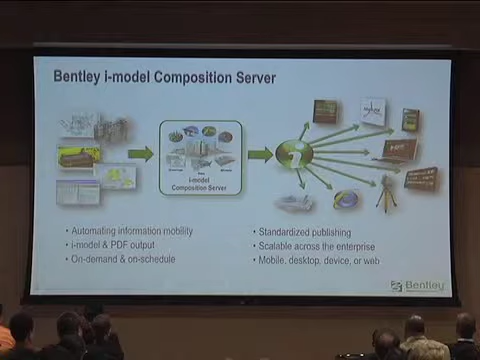 Bentley i-model Composition Server
i-model
Composition Server
• Automating information mobility
• i-model & PDF output
• On-demand & on-schedule
• Standardized publishing
• Scalable across the enterprise
• Mobile, desktop, device, or web
Bentley